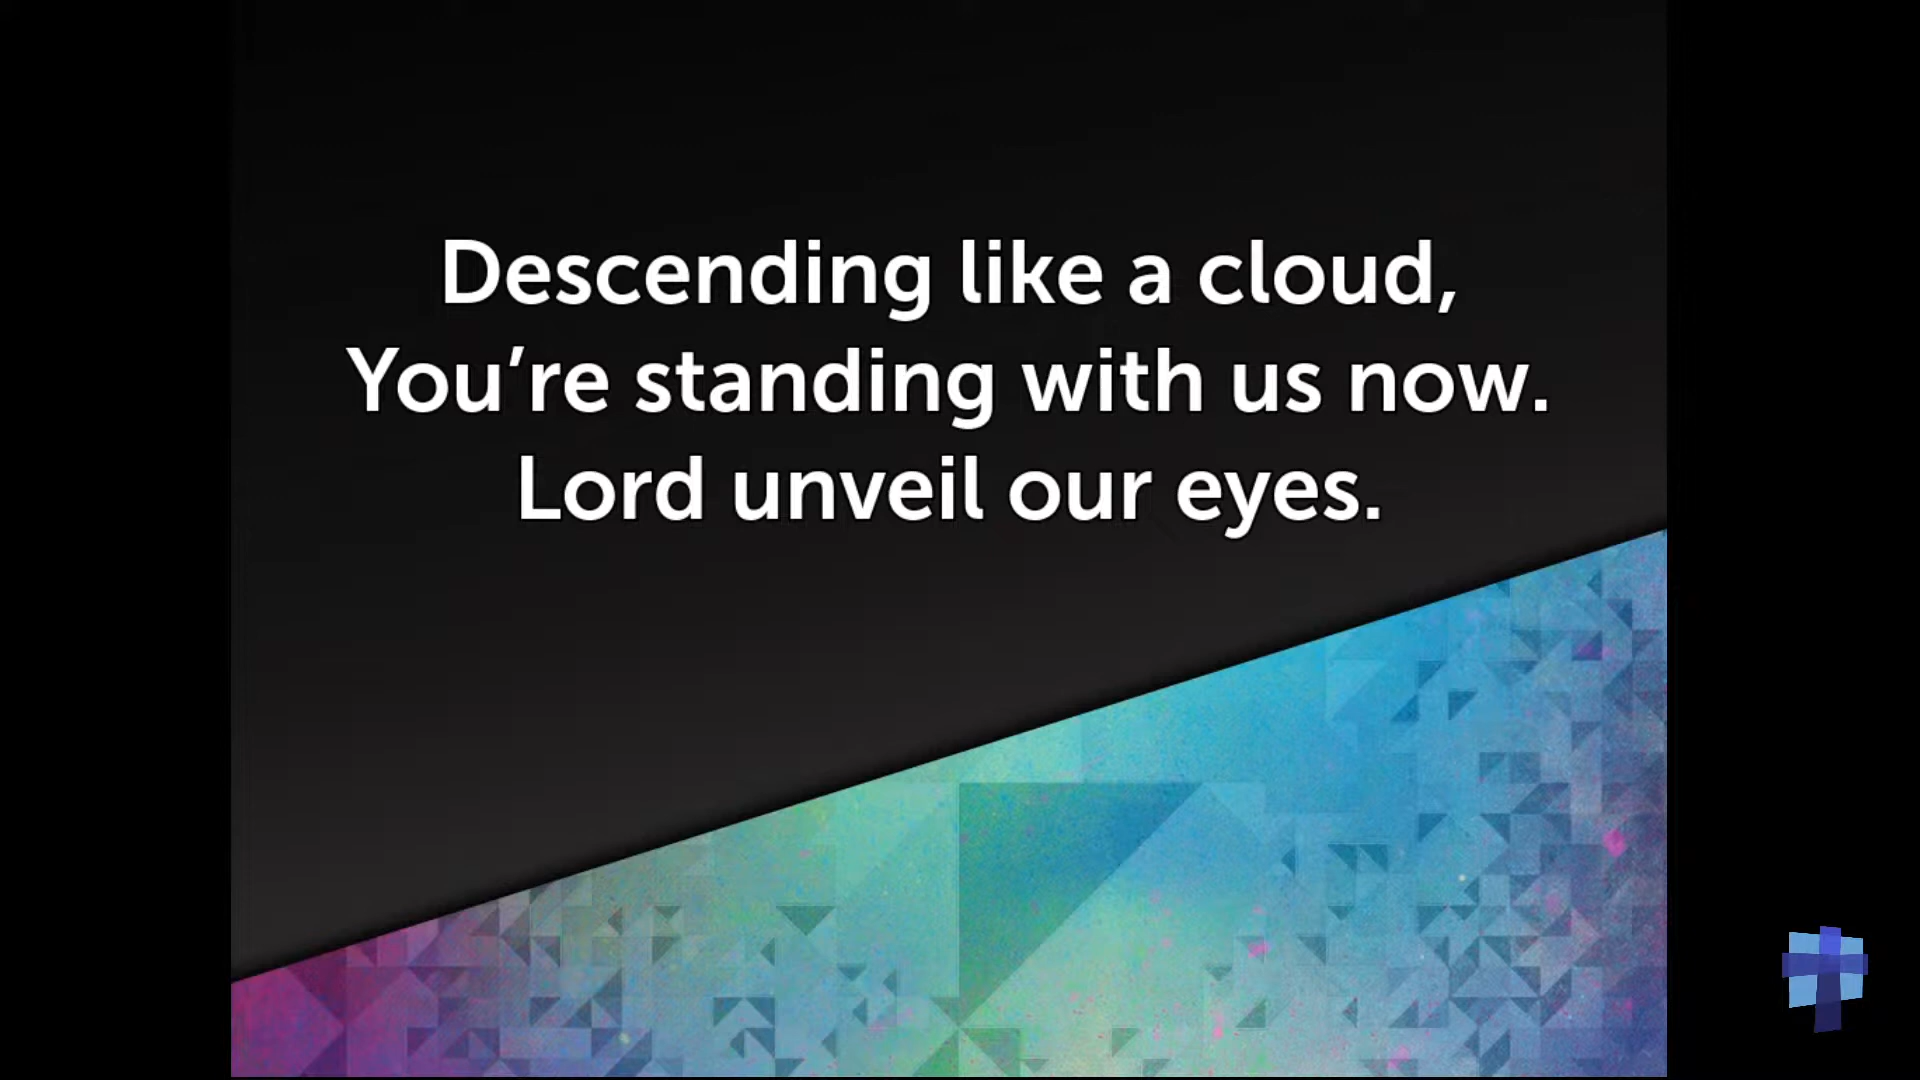 Descending like a cloud,
You’re standing with us now.
Lord unveil our eyes.